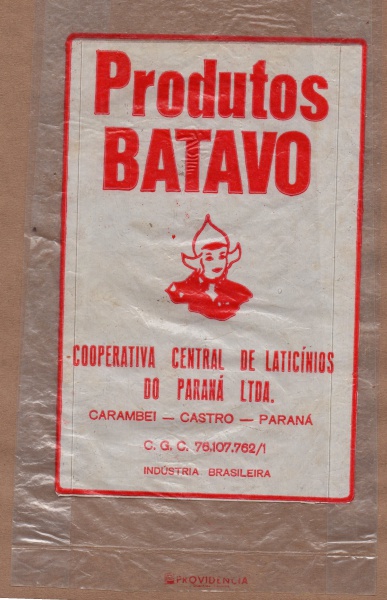 Produtos
BATAVO
COOPERATIVA CENTRAL DE LATICÍNIOS
DO PARANÁ LTDA.
CARAMBEI — CASTRO — PARANÁ
C. G. C. 76.107.762/1
INDÚSTRIA BRASILEIRA
PROVIDÊNCIA